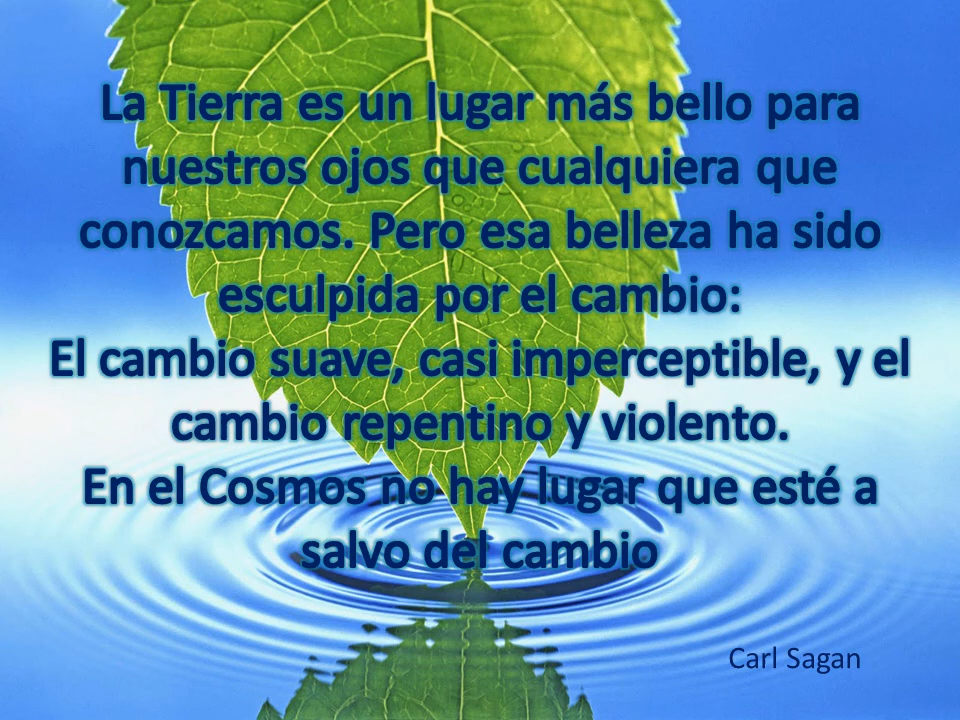 La Tierra es un lugar más bello para
nuestros ojos que cualquiera que
conozcamos. Pero esa belleza ha sido
esculpida por el cambio:
El cambio suave, casi imperceptible, y el
cambio repentino y violento.
En el Cosmos no hay lugar que esté a
salvo del cambio
Carl Sagan